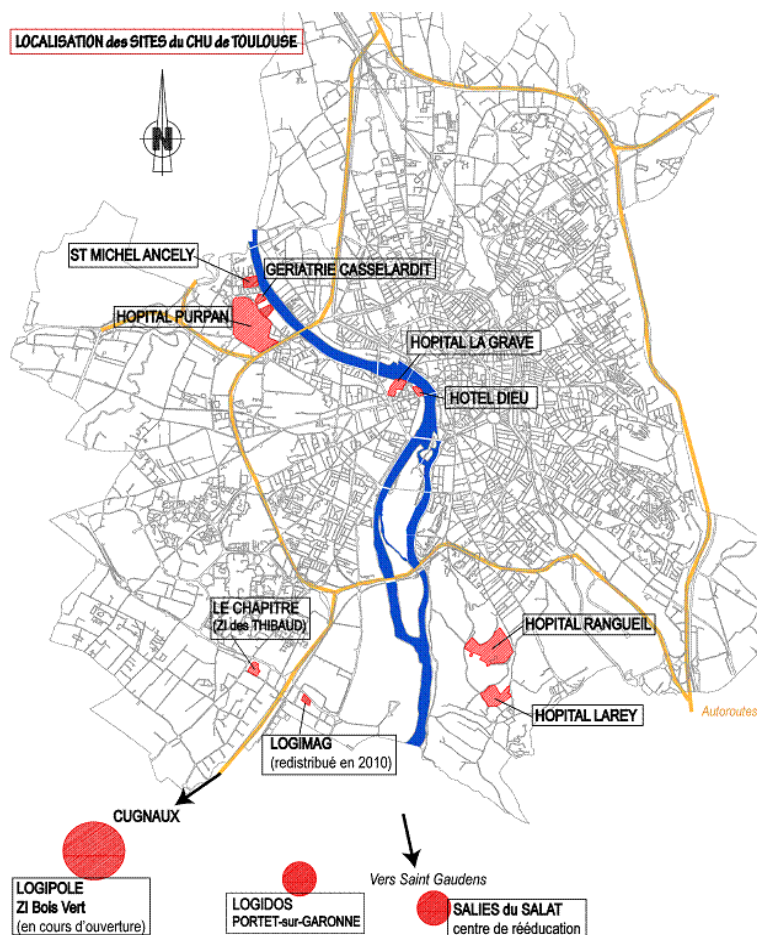 LOCALISATION des SITES du CHU de TOULOUSE
N
ST MICHEL ANCELY
GERIATRIE CASSELARDIT
HOPITAL PURPAN
HOPITAL LA GRAVE
HOTEL DIEU
LE CHAPITRE
(ZI des THIBAUD)
HOPITAL RANGUEIL
HOPITAL LAREY
Autoroutes
LOGIMAG
(redistribué en 2010)
CUGNAUX
Vers Saint Gaudens
LOGIPOLE
ZI Bois Vert
(en cours d'ouverture)
LOGIDOS
PORTET-sur-GARONNE
SALIES du SALAT
centre de rééducation